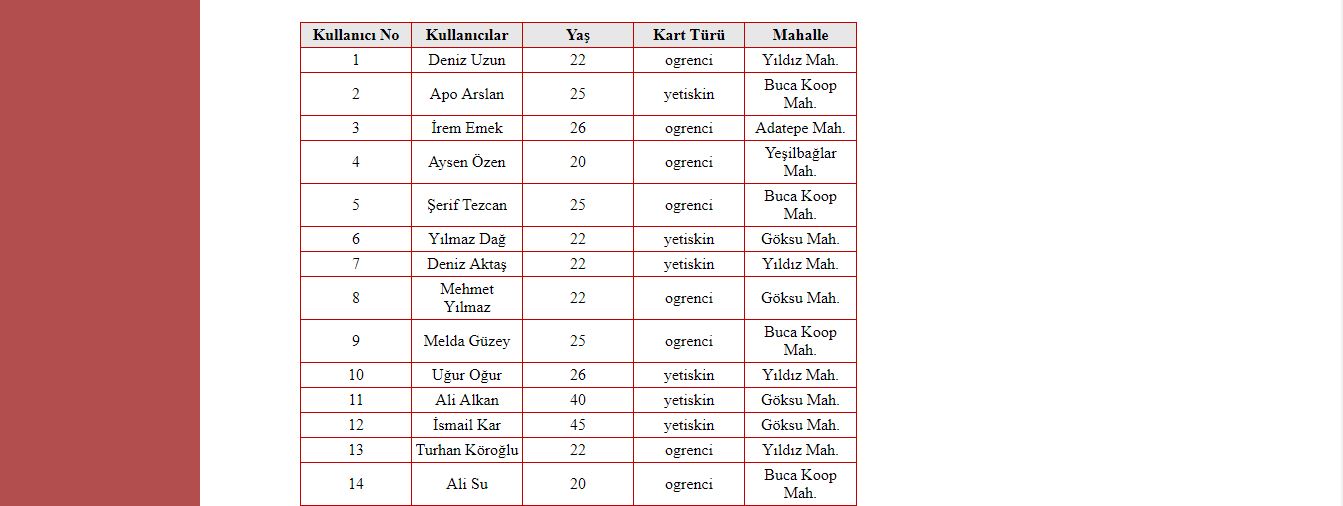 Kullanıcı No Kullanıcılar Yaş Kart Türü Mahalle
1 Deniz Uzun 22 ogrenci Yıldız Mah.
2 Apo Arslan 25 yetiskin Buca Koop
Mah.
3 İrem Emek 26 ogrenci Adatepe Mah.
4 Aysen Özen 20 ogrenci Yeşilbağlar
Mah.
5 Şerif Tezcan 25 ogrenci Buca Koop
Mah.
6 Yılmaz Dağ 22 yetiskin Göksu Mah.
7 Deniz Aktaş 22 yetiskin Yıldız Mah.
8 Mehmet
Yılmaz 22 ogrenci Göksu Mah.
9 Melda Güzey 25 ogrenci Buca Koop
Mah.
10 Uğur Oğur 26 yetiskin Yıldız Mah.
11 Ali Alkan 40 yetiskin Göksu Mah.
12 İsmail Kar 45 yetiskin Göksu Mah.
13 Turhan Köroğlu 22 ogrenci Yıldız Mah.
14 Ali Su 20 ogrenci Buca Koop
Mah.